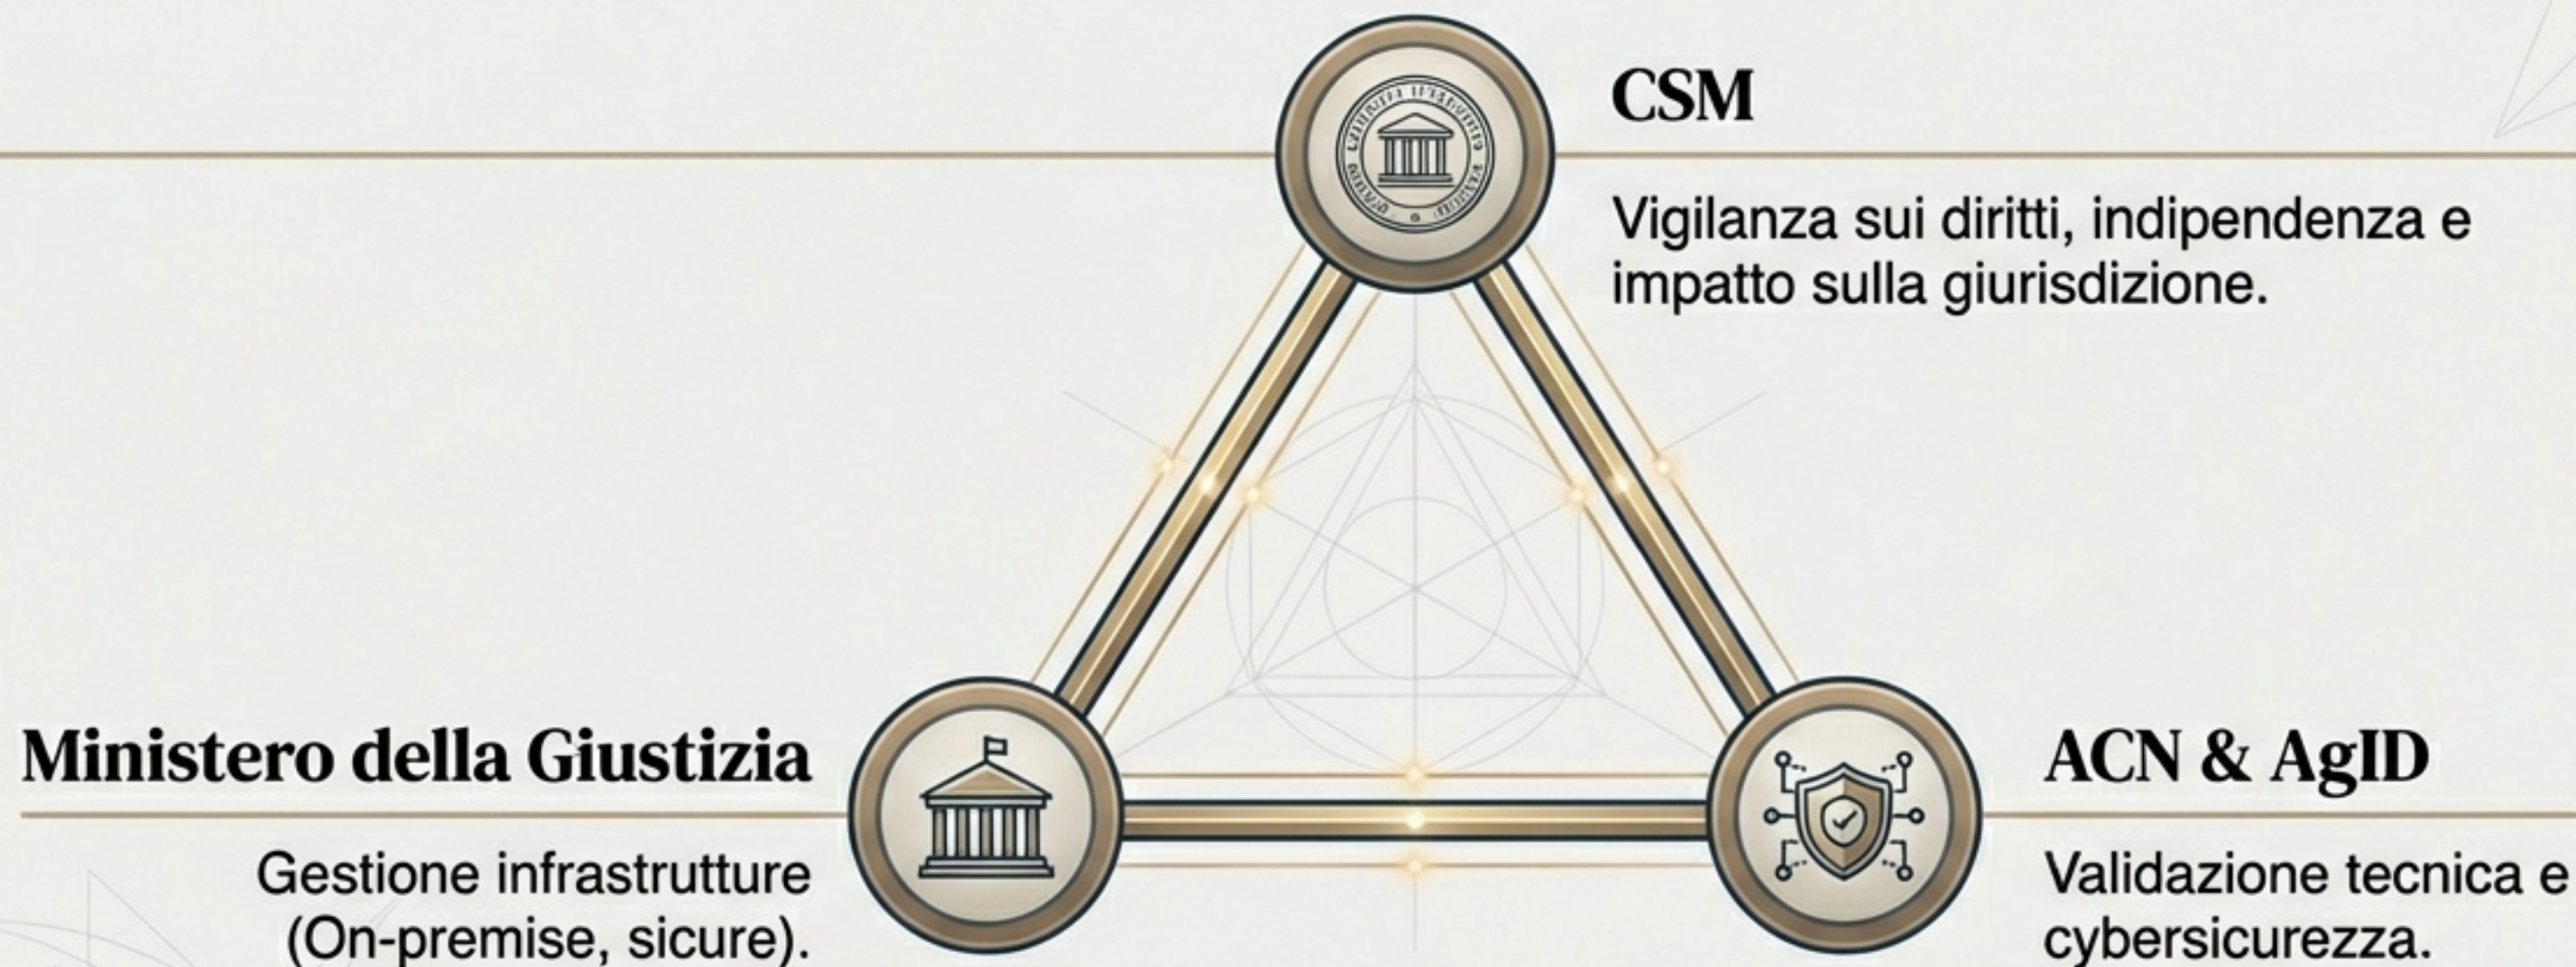 CSM
Vigilanza sui diritti, indipendenza e
impatto sulla giurisdizione.
Ministero della Giustizia
Gestione infrastrutture
(On-premise, sicure).
ACN & AgID
Validazione tecnica e
cybersicurezza.